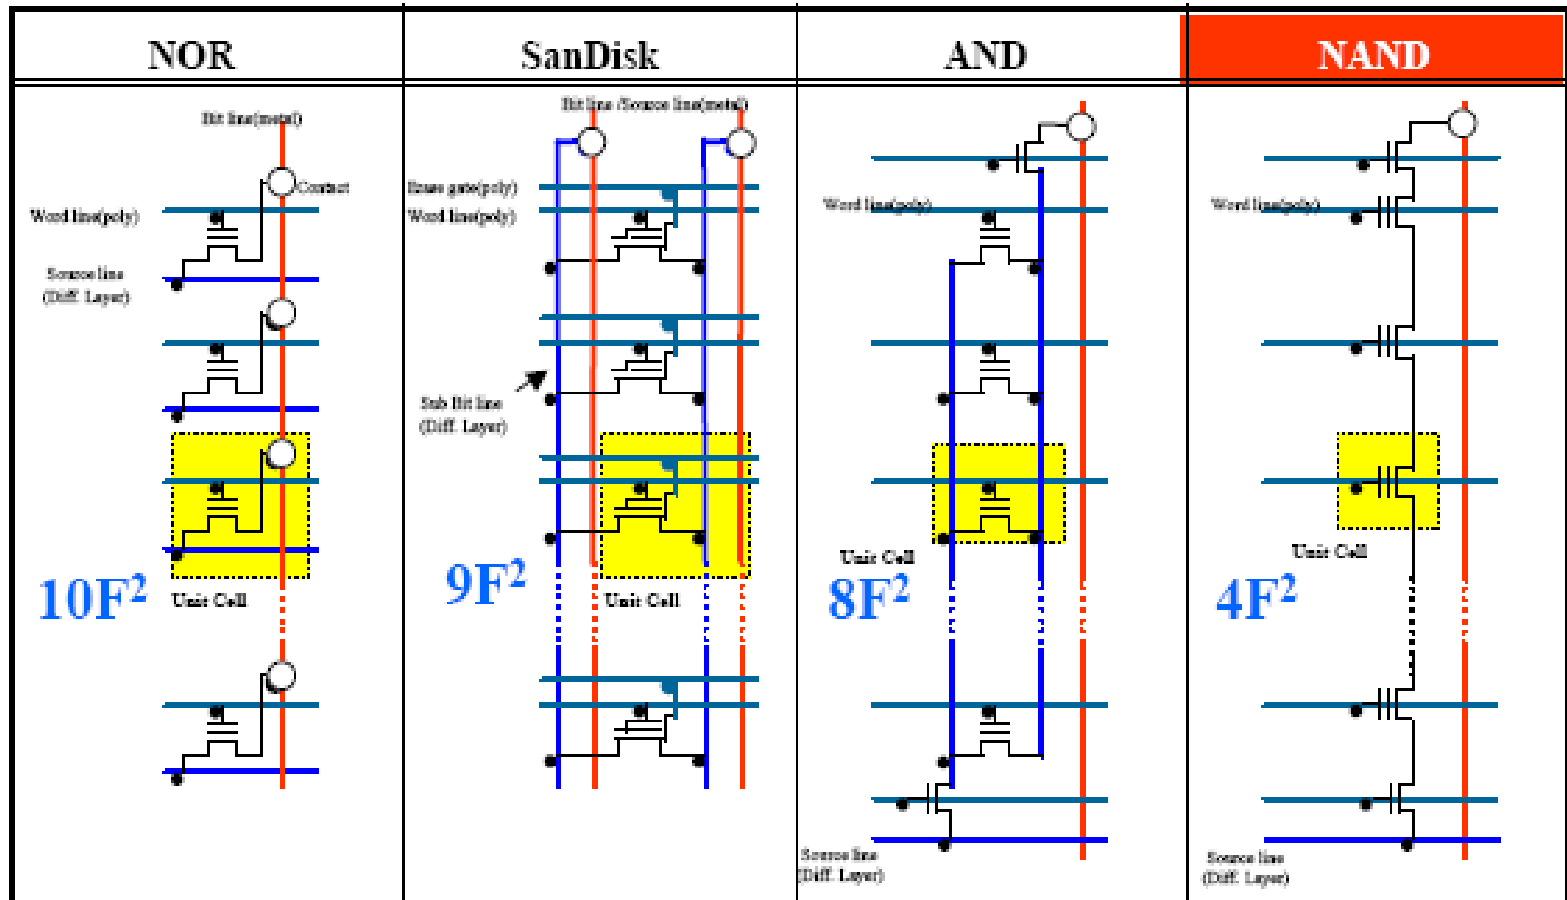 NOR
SanDisk
AND
NAND
Bit line(metal)
Contact
Word line(poly)
Source line
(Diff. Layer)
10F²
Unit Cell
Bit line /Source line(metal)
Erase gate(poly)
Word line(poly)
Sub Bit line
(Diff. Layer)
9F²
Unit Cell
Word line(poly)
Unit Cell
8F²
Source line
(Diff. Layer)
Word line(poly)
Unit Cell
4F²
Source line
(Diff. Layer)